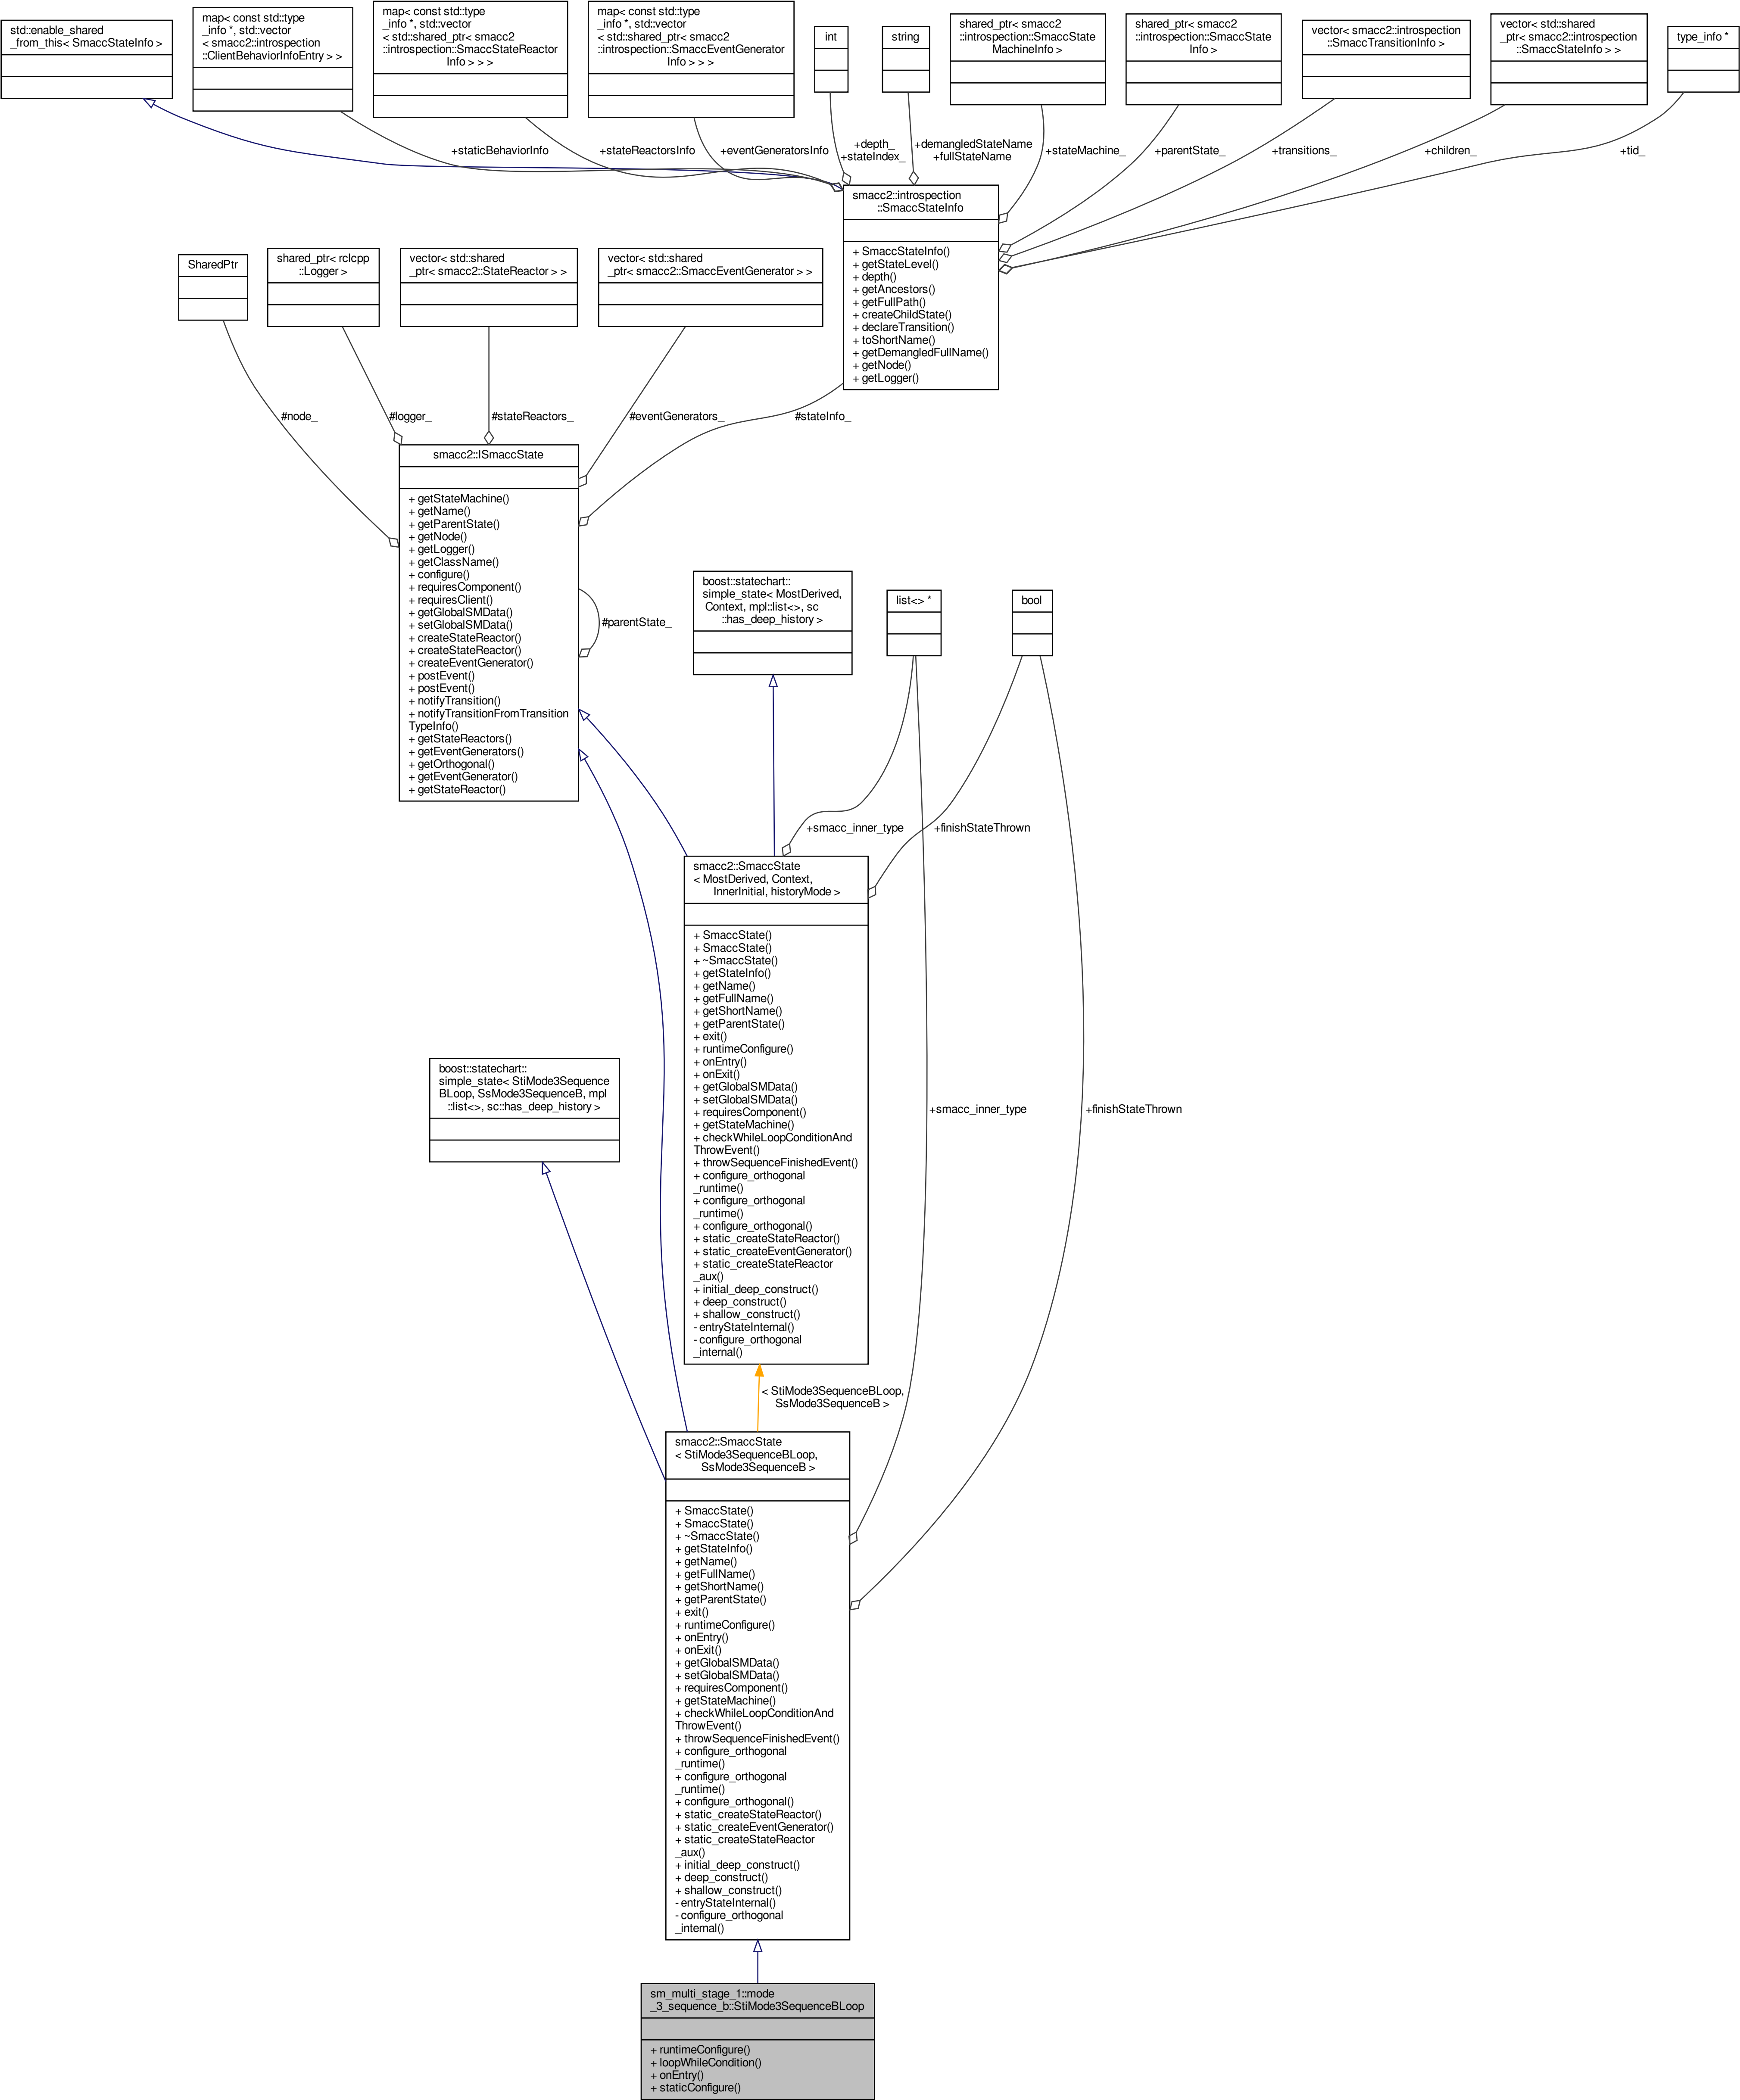 std::enable_shared
_from_this< SmaccStateInfo >
map< const std::type
_info *, std::vector
< smacc2::introspection
::ClientBehaviorInfoEntry > >
map< const std::type
_info *, std::vector
< std::shared_ptr< smacc2
::introspection::SmaccStateReactor
Info > > >
map< const std::type
_info *, std::vector
< std::shared_ptr< smacc2
::introspection::SmaccEventGenerator
Info > > >
int
string
shared_ptr< smacc2
::introspection::SmaccState
MachineInfo >
shared_ptr< smacc2
::introspection::SmaccState
Info >
vector< smacc2::introspection
::SmaccTransitionInfo >
vector< std::shared
_ptr< smacc2::introspection
::SmaccStateInfo > >
type_info *
+staticBehaviorInfo
+stateReactorsInfo
+eventGeneratorsInfo
+depth_
+stateIndex_
+demangledStateName
+fullStateName
+stateMachine_
+parentState_
+transitions_
+children_
+tid_
smacc2::introspection
::SmaccStateInfo
+ SmaccStateInfo()
+ getStateLevel()
+ depth()
+ getAncestors()
+ getFullPath()
+ createChildState()
+ declareTransition()
+ toShortName()
+ getDemangledFullName()
+ getNode()
+ getLogger()
SharedPtr
shared_ptr< rclcpp
::Logger >
vector< std::shared
_ptr< smacc2::StateReactor > >
vector< std::shared
_ptr< smacc2::SmaccEventGenerator > >
#node_
#logger_
#stateReactors_
#eventGenerators_
#stateInfo_
smacc2::ISmaccState
+ getStateMachine()
+ getName()
+ getParentState()
+ getNode()
+ getLogger()
+ getClassName()
+ configure()
+ requiresComponent()
+ requiresClient()
+ getGlobalSMData()
+ setGlobalSMData()
+ createStateReactor()
+ createStateReactor()
+ createEventGenerator()
+ postEvent()
+ postEvent()
+ notifyTransition()
+ notifyTransitionFromTransition
TypeInfo()
+ getStateReactors()
+ getEventGenerators()
+ getOrthogonal()
+ getEventGenerator()
+ getStateReactor()
#parentState_
boost::statechart::
simple_state< MostDerived,
Context, mpl::list<>, sc
::has_deep_history >
list<> *
bool
+smacc_inner_type
+finishStateThrown
smacc2::SmaccState
< MostDerived, Context,
InnerInitial, historyMode >
+ SmaccState()
+ SmaccState()
+ ~SmaccState()
+ getStateInfo()
+ getName()
+ getFullName()
+ getShortName()
+ getParentState()
+ exit()
+ runtimeConfigure()
+ onEntry()
+ onExit()
+ getGlobalSMData()
+ setGlobalSMData()
+ requiresComponent()
+ getStateMachine()
+ checkWhileLoopConditionAnd
ThrowEvent()
+ throwSequenceFinishedEvent()
+ configure_orthogonal
_runtime()
+ configure_orthogonal
_runtime()
+ configure_orthogonal()
+ static_createStateReactor()
+ static_createEventGenerator()
+ static_createStateReactor
_aux()
+ initial_deep_construct()
+ deep_construct()
+ shallow_construct()
- entryStateInternal()
- configure_orthogonal
_internal()
boost::statechart::
simple_state< StiMode3Sequence
BLoop, SsMode3SequenceB, mpl
::list<>, sc::has_deep_history >
+smacc_inner_type
+finishStateThrown
< StiMode3SequenceBLoop,
SsMode3SequenceB >
smacc2::SmaccState
< StiMode3SequenceBLoop,
SsMode3SequenceB >
+ SmaccState()
+ SmaccState()
+ ~SmaccState()
+ getStateInfo()
+ getName()
+ getFullName()
+ getShortName()
+ getParentState()
+ exit()
+ runtimeConfigure()
+ onEntry()
+ onExit()
+ getGlobalSMData()
+ setGlobalSMData()
+ requiresComponent()
+ getStateMachine()
+ checkWhileLoopConditionAnd
ThrowEvent()
+ throwSequenceFinishedEvent()
+ configure_orthogonal
_runtime()
+ configure_orthogonal
_runtime()
+ configure_orthogonal()
+ static_createStateReactor()
+ static_createEventGenerator()
+ static_createStateReactor
_aux()
+ initial_deep_construct()
+ deep_construct()
+ shallow_construct()
- entryStateInternal()
- configure_orthogonal
_internal()
sm_multi_stage_1::mode
_3_sequence_b::StiMode3SequenceBLoop
+ runtimeConfigure()
+ loopWhileCondition()
+ onEntry()
+ staticConfigure()